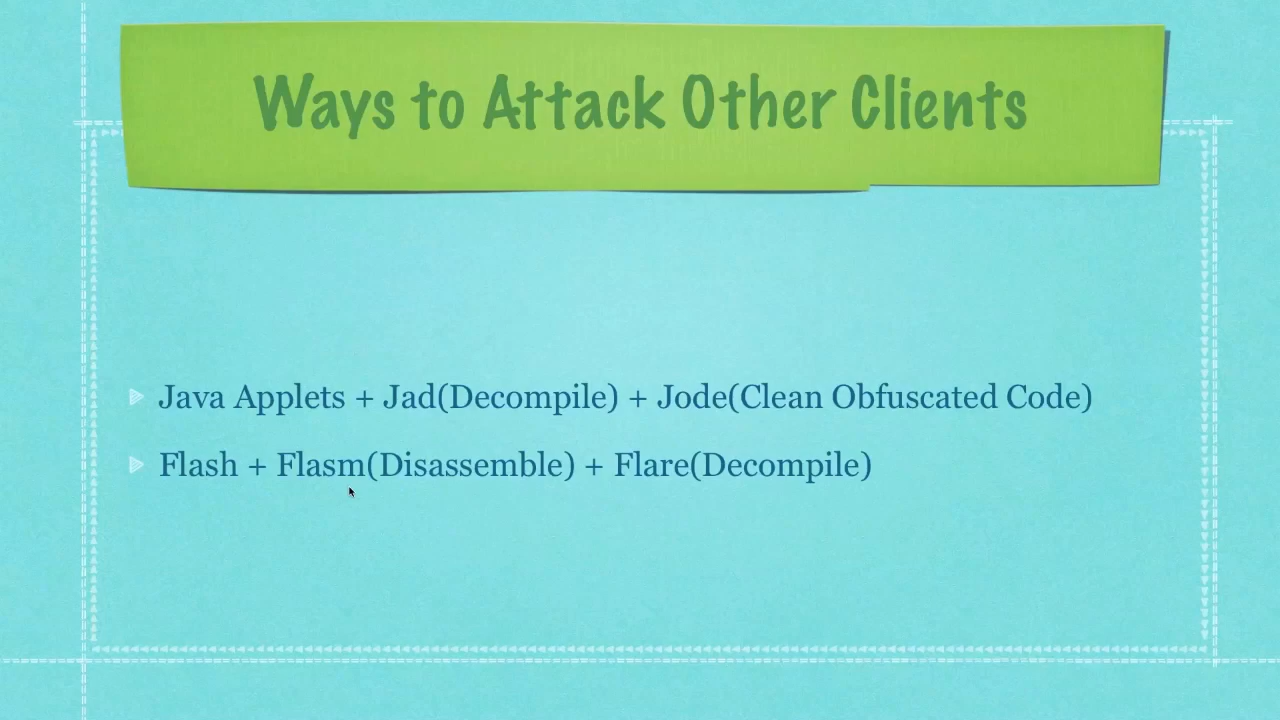 Ways to Attack Other Clients
Java Applets + Jad(Decompile) + Jode(Clean Obfuscated Code)
Flash + Flasm(Disassemble) + Flare(Decompile)